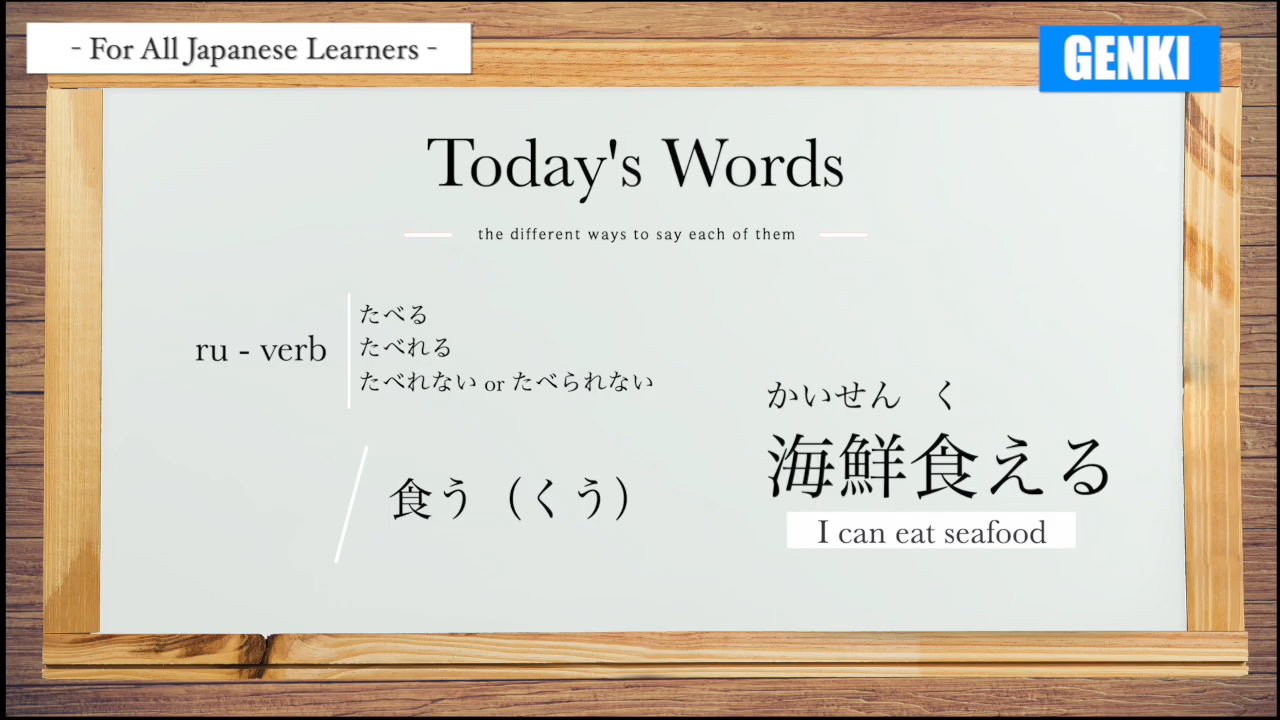 - For All Japanese Learners -
GENKI
Today's Words
the different ways to say each of them
ru - verb
たべる
たべれる
たべれない or たべられない
食う（くう）
かいせん く
海鮮食える
I can eat seafood